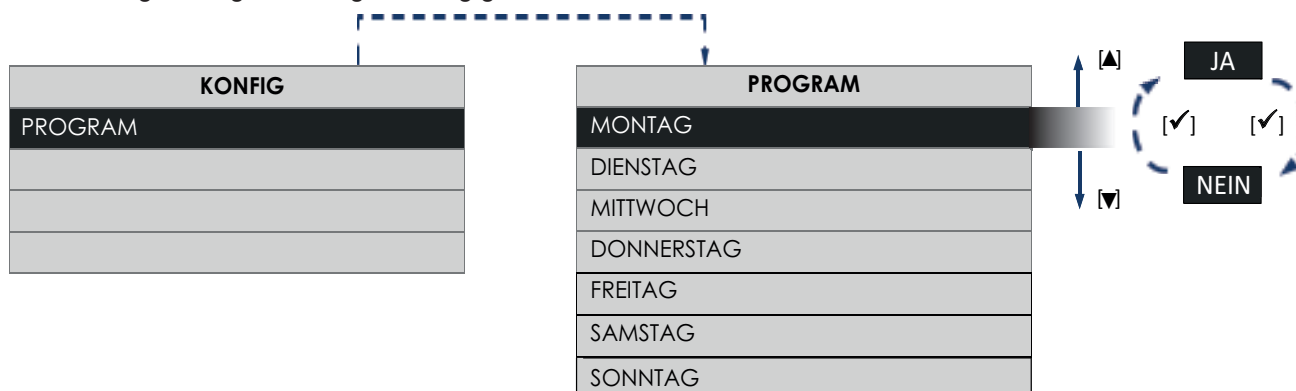 KONFIG
PROGRAM
PROGRAM
MONTAG
DIENSTAG
MITTWOCH
DONNERSTAG
FREITAG
SAMSTAG
SONNTAG
[▲]
JA
[✔] [✔]
NEIN
[▼]